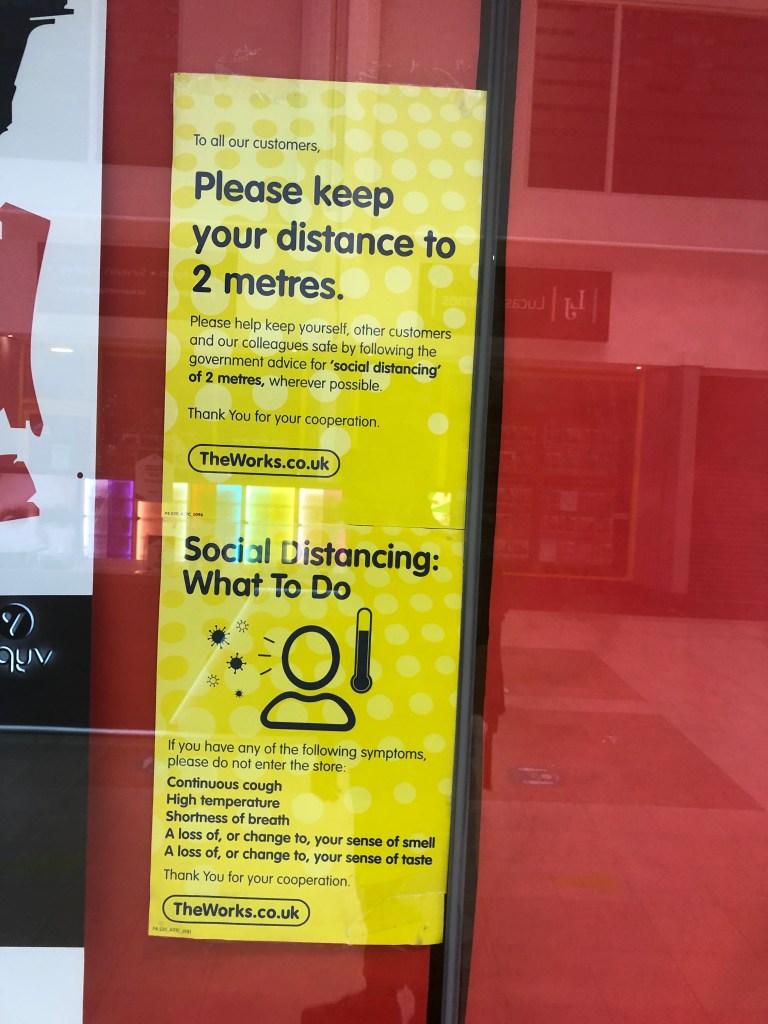 To all our customers,
Please keep
your distance to
2 metres.
Please help keep yourself, other customers
and our colleagues safe by following the
government advice for 'social distancing'
of 2 metres, wherever possible.
Thank You for your cooperation.
TheWorks.co.uk
Social Distancing:
What To Do
If you have any of the following symptoms,
please do not enter the store:
Continuous cough
High temperature
Shortness of breath
A loss of, or change to, your sense of smell
A loss of, or change to, your sense of taste
Thank You for your cooperation.
TheWorks.co.uk